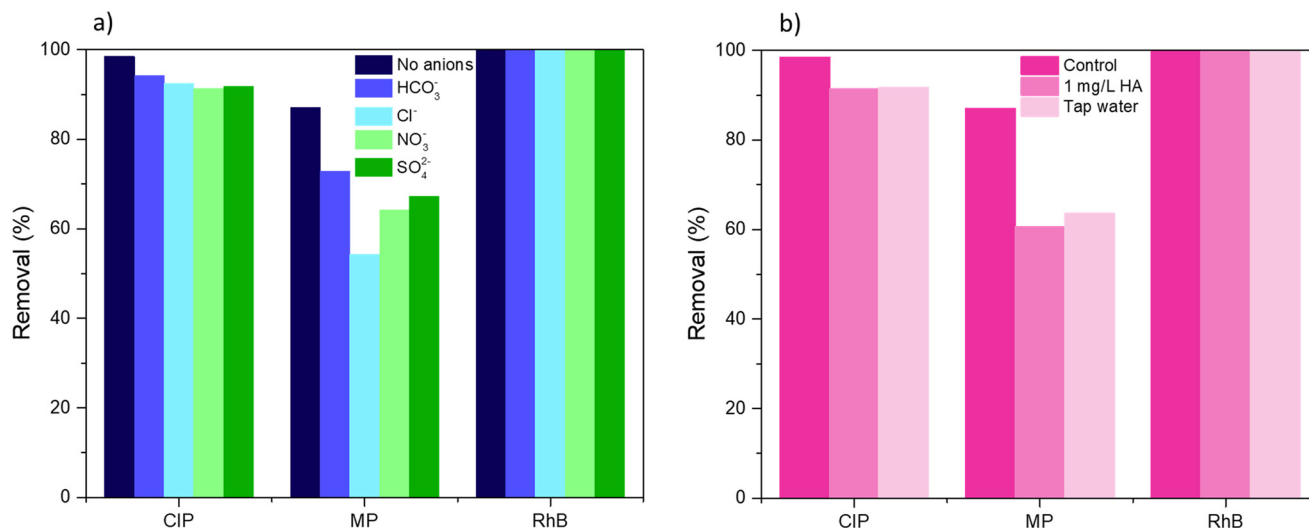 a)
Removal (%)
100
80
60
40
20
0
No anions
HCO₃⁻
Cl⁻
NO₃⁻
SO₄²⁻
CIP
MP
RhB
b)
Removal (%)
100
80
60
40
20
0
Control
1 mg/L HA
Tap water
CIP
MP
RhB